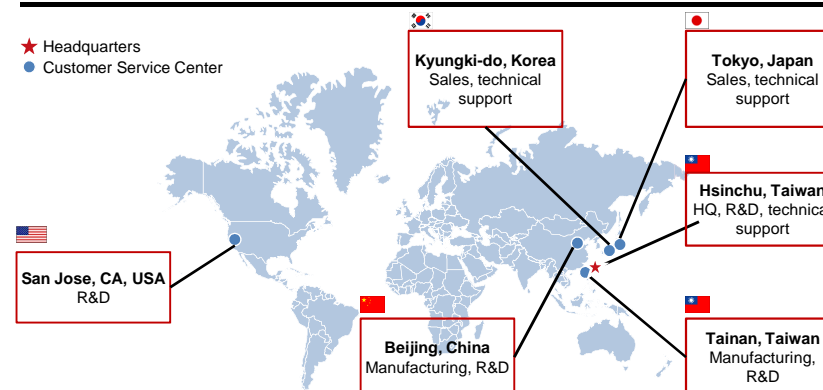 Headquarters
Customer Service Center
Kyungki-do, Korea
Sales, technical
support
Tokyo, Japan
Sales, technical
support
Hsinchu, Taiwan
HQ, R&D, technica
support
San Jose, CA, USA
R&D
Beijing, China
Manufacturing, R&D
Tainan, Taiwan
Manufacturing,
R&D